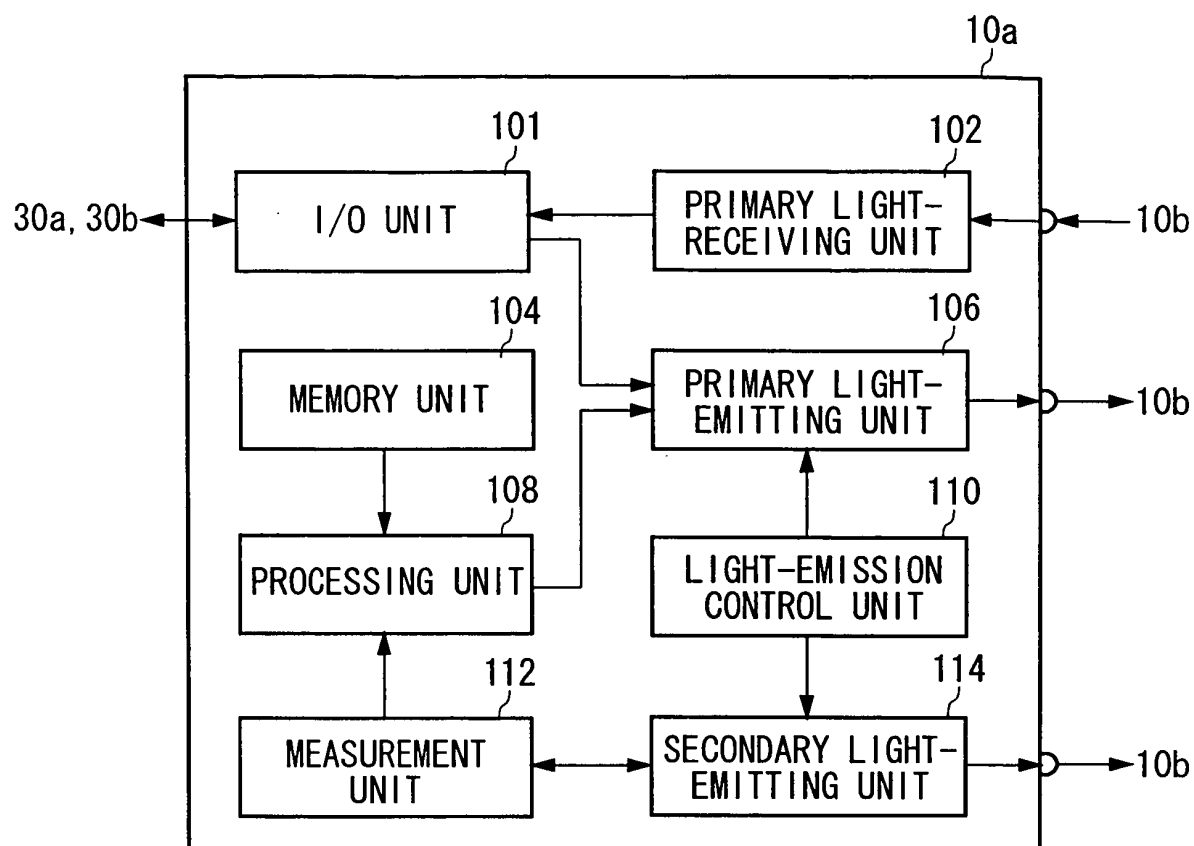 10a
101
102
30a, 30b
I/O UNIT
PRIMARY LIGHT-
RECEIVING UNIT
10b
104
106
MEMORY UNIT
PRIMARY LIGHT-
EMITTING UNIT
10b
108
110
PROCESSING UNIT
LIGHT-EMISSION
CONTROL UNIT
112
114
MEASUREMENT
UNIT
SECONDARY LIGHT-
EMITTING UNIT
10b